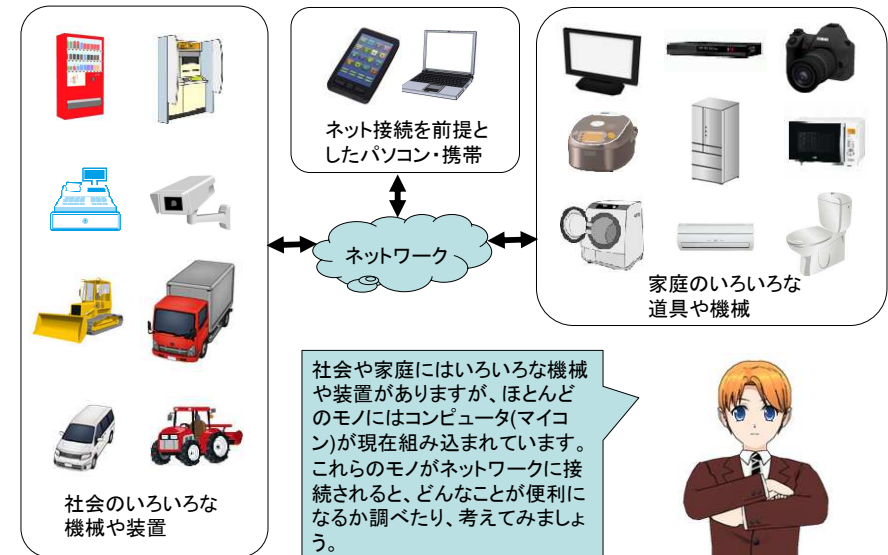 ネット接続を前提と
したパソコン・携帯
ネットワーク
家庭のいろいろな
道具や機械
社会のいろいろな
機械や装置
社会や家庭にはいろいろな機械
や装置がありますが、ほとんど
のモノにはコンピュータ(マイコ
ン)が現在組み込まれています。
これらのモノがネットワークに接
続されると、どんなことが便利に
なるか調べたり、考えてみましょ
う。